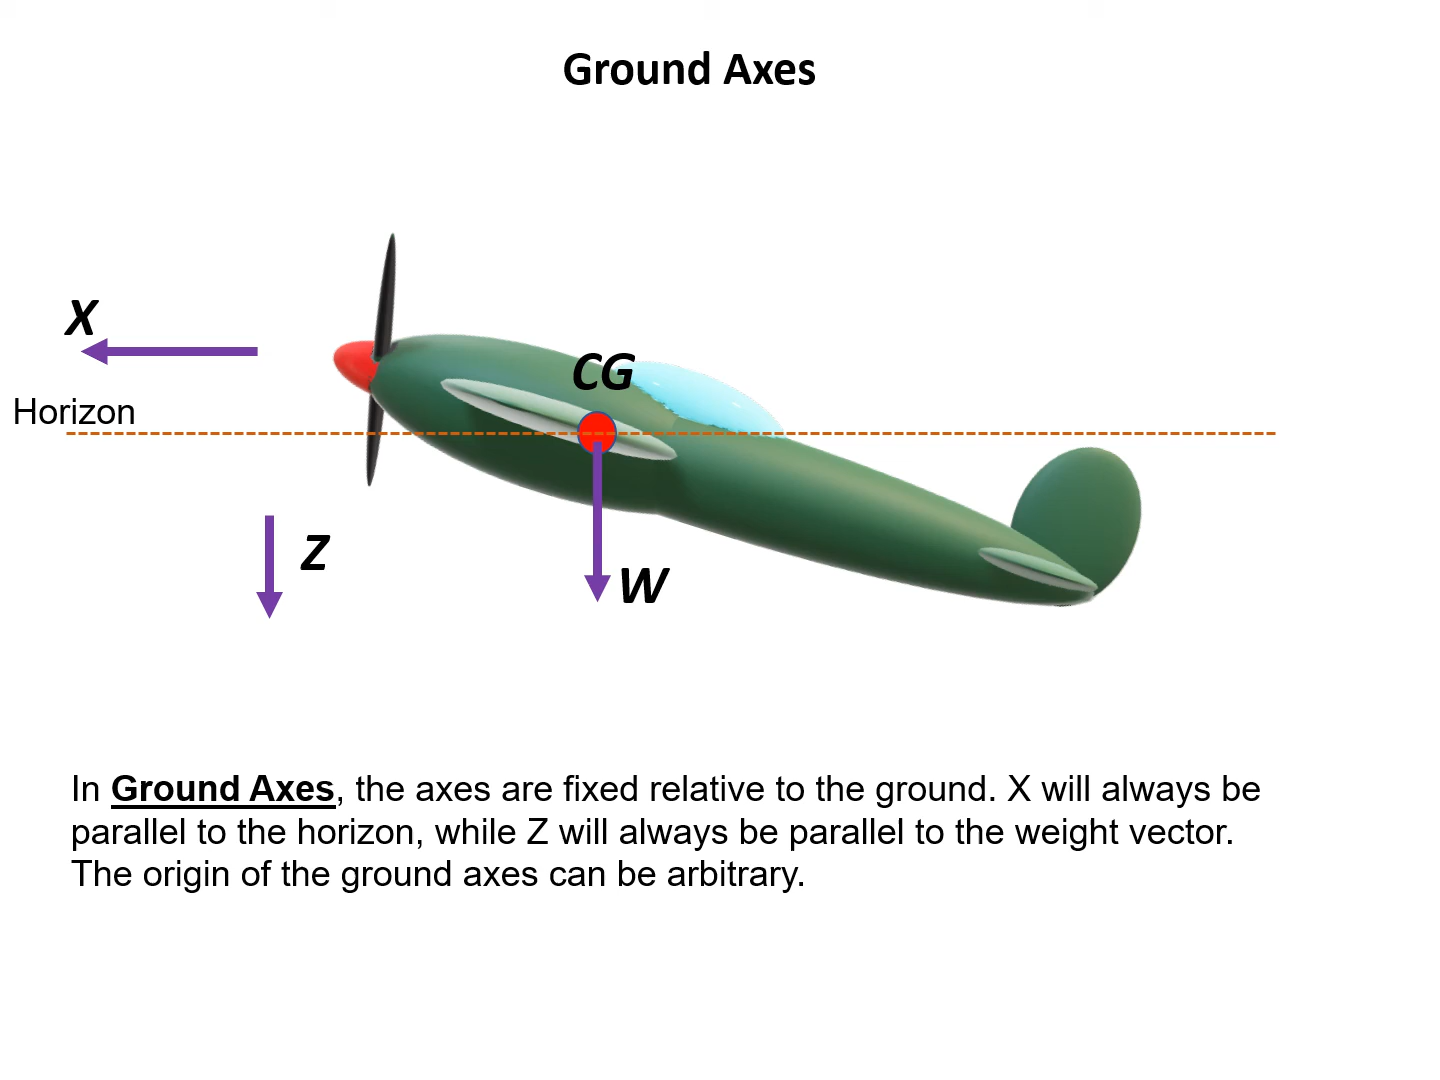 Ground Axes
X
CG
Horizon
Z
W
In Ground Axes, the axes are fixed relative to the ground. X will always be
parallel to the horizon, while Z will always be parallel to the weight vector.
The origin of the ground axes can be arbitrary.